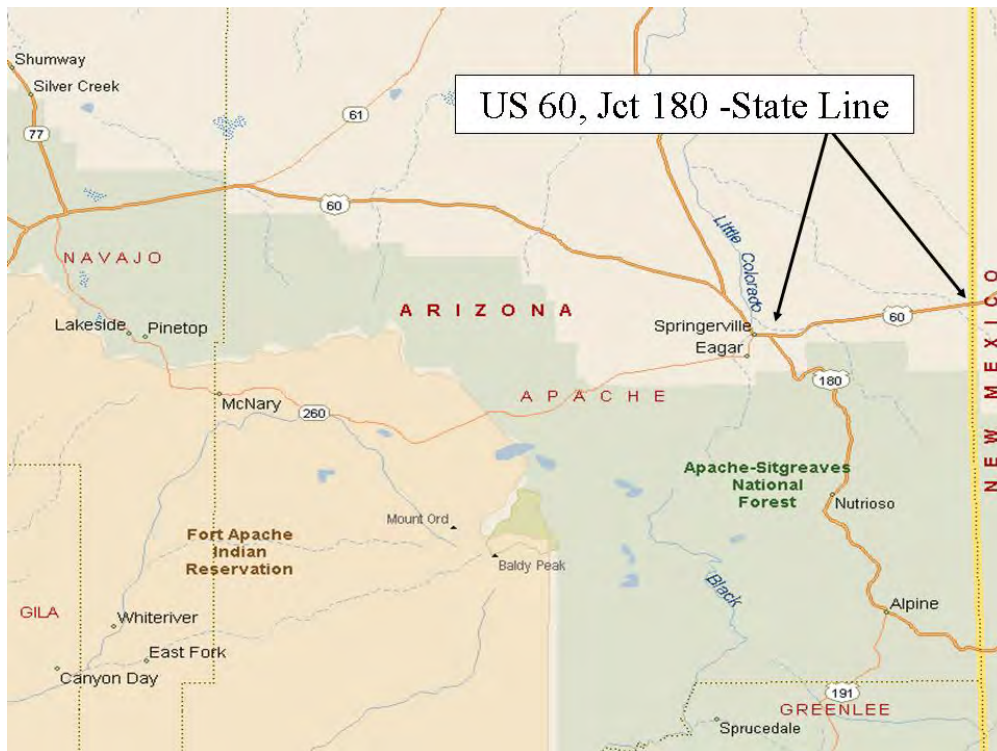 Shumway
Silver Creek
US 60, Jct 180 -State Line
61
77
60
Little Colorado
NAVAJO
NEW MEXICO
ARIZONA
60
Lakeside
Pinetop
Springerville
Eagar
180
APACHE
McNary
260
Apache-Sitgreaves
National
Forest
Nutrioso
Mount Ord
Fort Apache
Indian
Reservation
Baldy Peak
Black
GILA
Whiteriver
Alpine
East Fork
Canyon Day
191
GREENLEE
Sprucedale